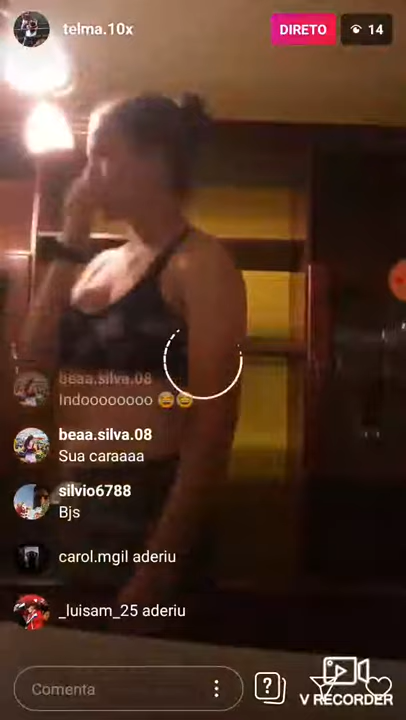 telma.10x
DIRETO
14
beaa.silva.08
Indoooooooo 😂😂
beaa.silva.08
Sua caraaaa
silvio6788
Bjs
carol.mgil aderiu
_luisam_25 aderiu
Comenta
V RECORDER